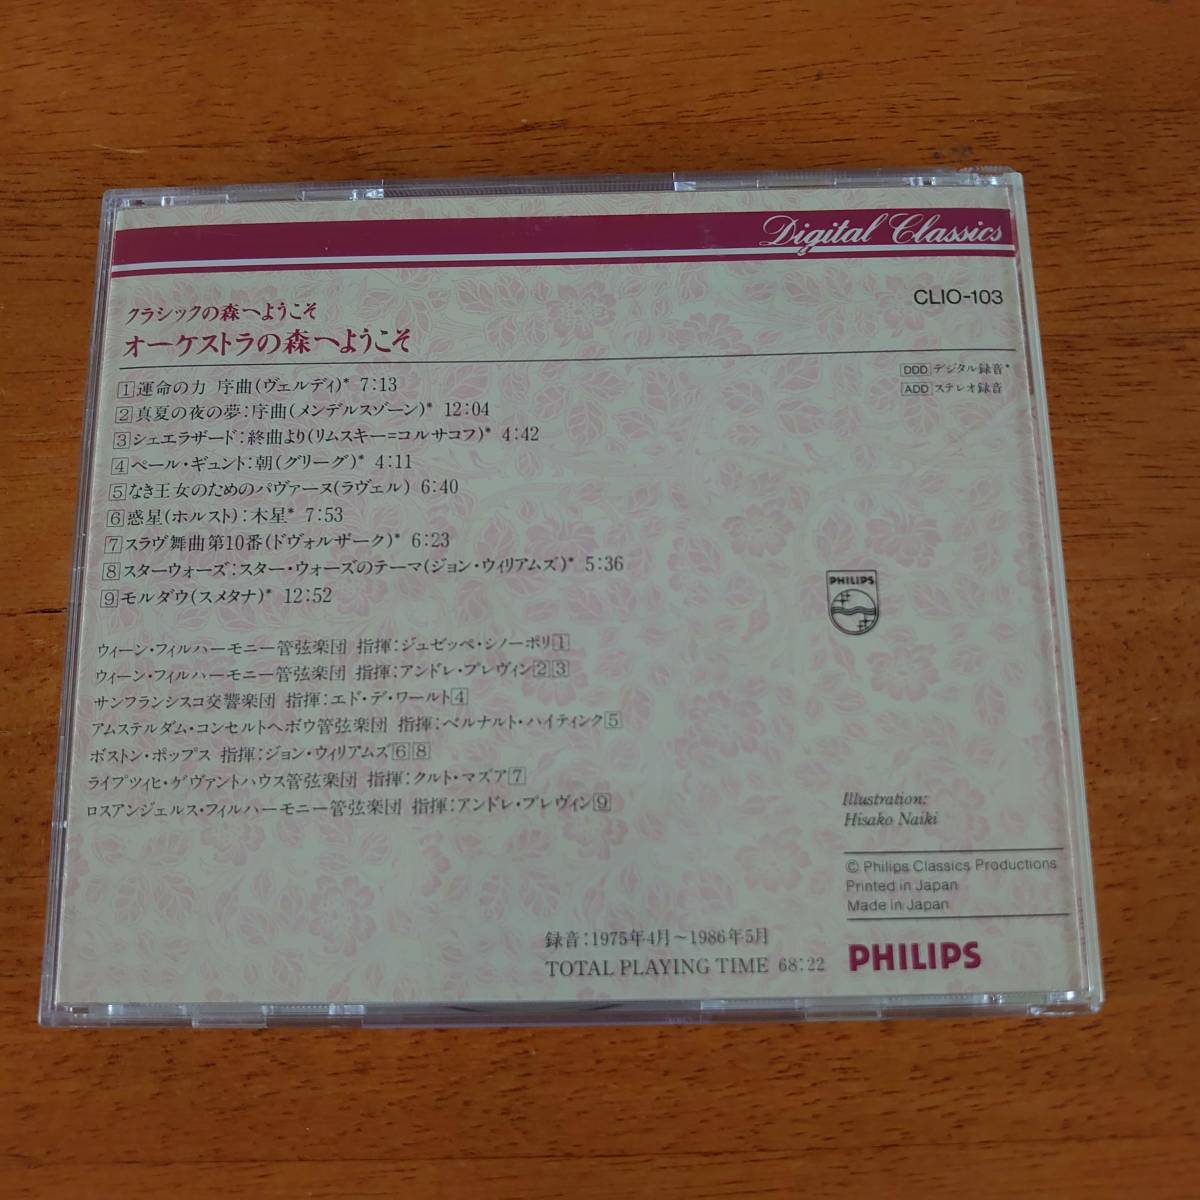 Digital Classics
CLIO-103
クラシックの森へようこそ
オーケストラの森へようこそ
DDD デジタル録音*
ADD ステレオ録音
1 運命の力 序曲(ヴェルディ)* 7:13
2 真夏の夜の夢:序曲(メンデルスゾーン)* 12:04
3 シェエラザード:終曲より(リムスキー=コルサコフ)* 4:42
4 ペール・ギュント:朝(グリーグ)* 4:11
5 なき王女のためのパヴァーヌ(ラヴェル) 6:40
6 惑星(ホルスト):木星* 7:53
7 スラヴ舞曲第10番(ドヴォルザーク)* 6:23
8 スターウォーズ:スター・ウォーズのテーマ(ジョン・ウィリアムズ)* 5:36
9 モルダウ(スメタナ)* 12:52
PHILIPS
ウィーン・フィルハーモニー管弦楽団 指揮:ジュゼッペ・シノーポリ1
ウィーン・フィルハーモニー管弦楽団 指揮:アンドレ・プレヴィン23
サンフランシスコ交響楽団 指揮:エド・デ・ワールト4
アムステルダム・コンセルトヘボウ管弦楽団 指揮:ベルナルト・ハイティンク5
ボストン・ポップス 指揮:ジョン・ウィリアムズ68
ライプツィヒ・ゲヴァントハウス管弦楽団 指揮:クルト・マズア7
ロスアンジェルス・フィルハーモニー管弦楽団 指揮:アンドレ・プレヴィン9
Illustration:
Hisako Naiki
© Philips Classics Productions
Printed in Japan
Made in Japan
録音:1975年4月〜1986年5月
TOTAL PLAYING TIME 68:22
PHILIPS